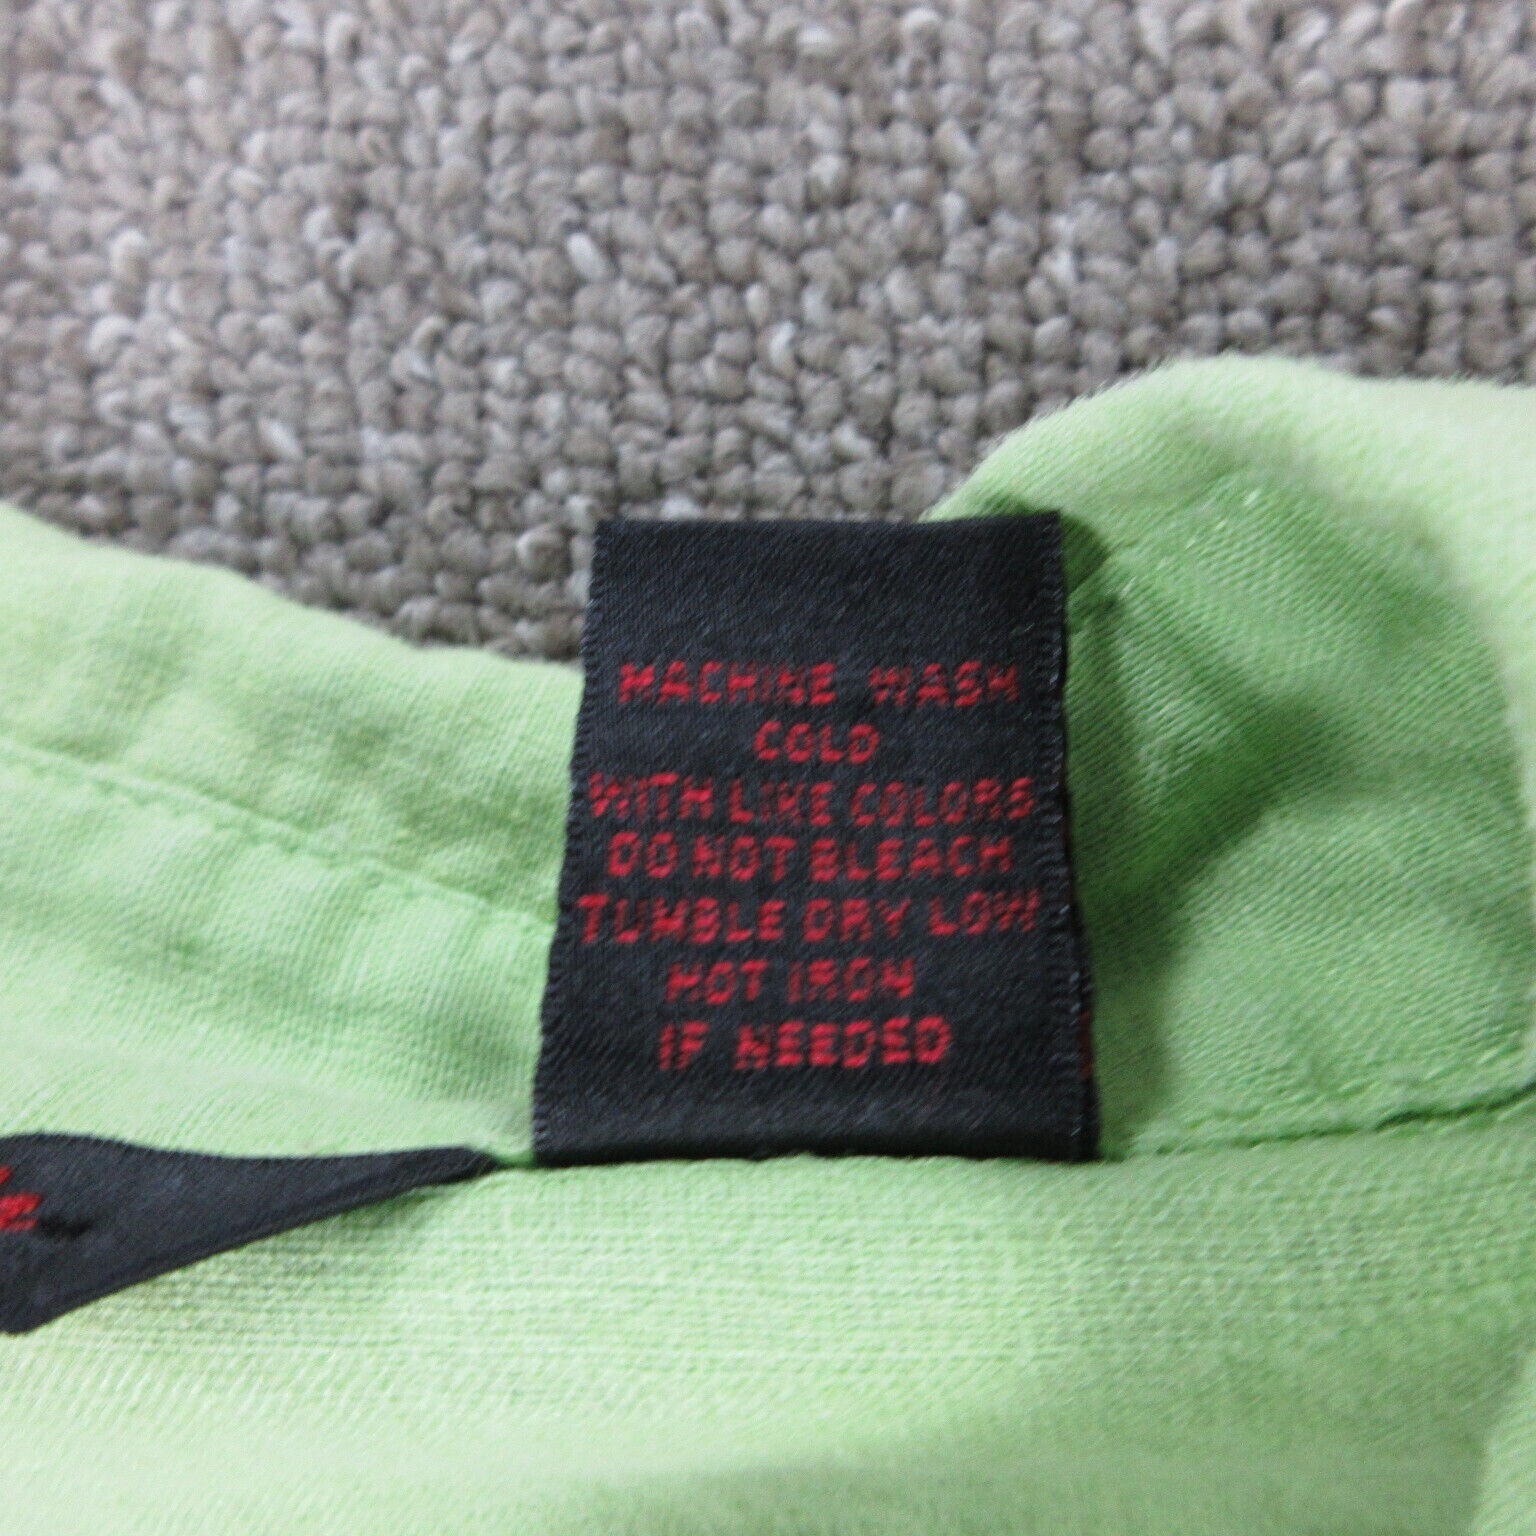 MACHINE WASH
COLD
WITH LIKE COLORS
DO NOT BLEACH
TUMBLE DRY LOW
HOT IRON
IF NEEDED